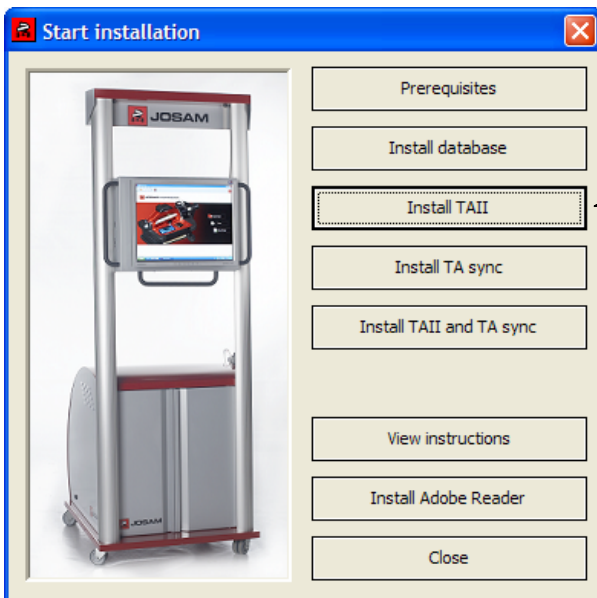 Start installation
JOSAM
Prerequisites
Install database
Install TAII
Install TA sync
Install TAII and TA sync
View instructions
Install Adobe Reader
Close
JOSAM